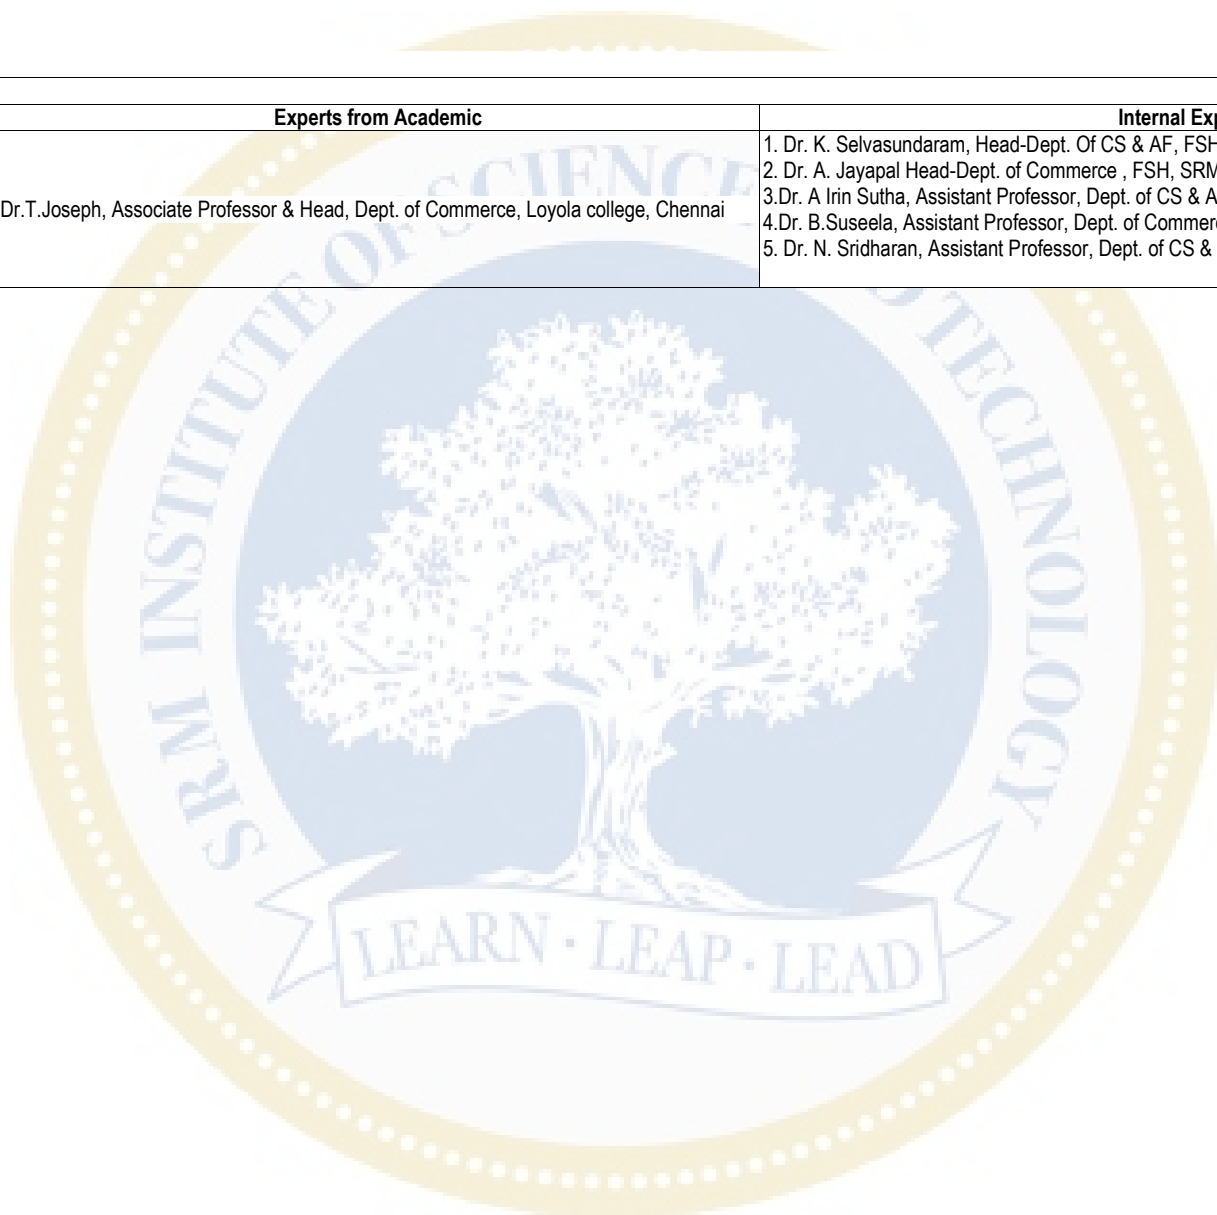 Experts from Academic
Internal Exp
Dr.T.Joseph, Associate Professor & Head, Dept. of Commerce, Loyola college, Chennai
1. Dr. K. Selvasundaram, Head-Dept. Of CS & AF, FSH
2. Dr. A. Jayapal Head-Dept. of Commerce , FSH, SRM
3.Dr. A Irin Sutha, Assistant Professor, Dept. of CS & A
4.Dr. B.Suseela, Assistant Professor, Dept. of Commerc
5. Dr. N. Sridharan, Assistant Professor, Dept. of CS &
SRM INSTITUTE OF SCIENCE D TECHNOLOGY
LEARN · LEAP · LEAD